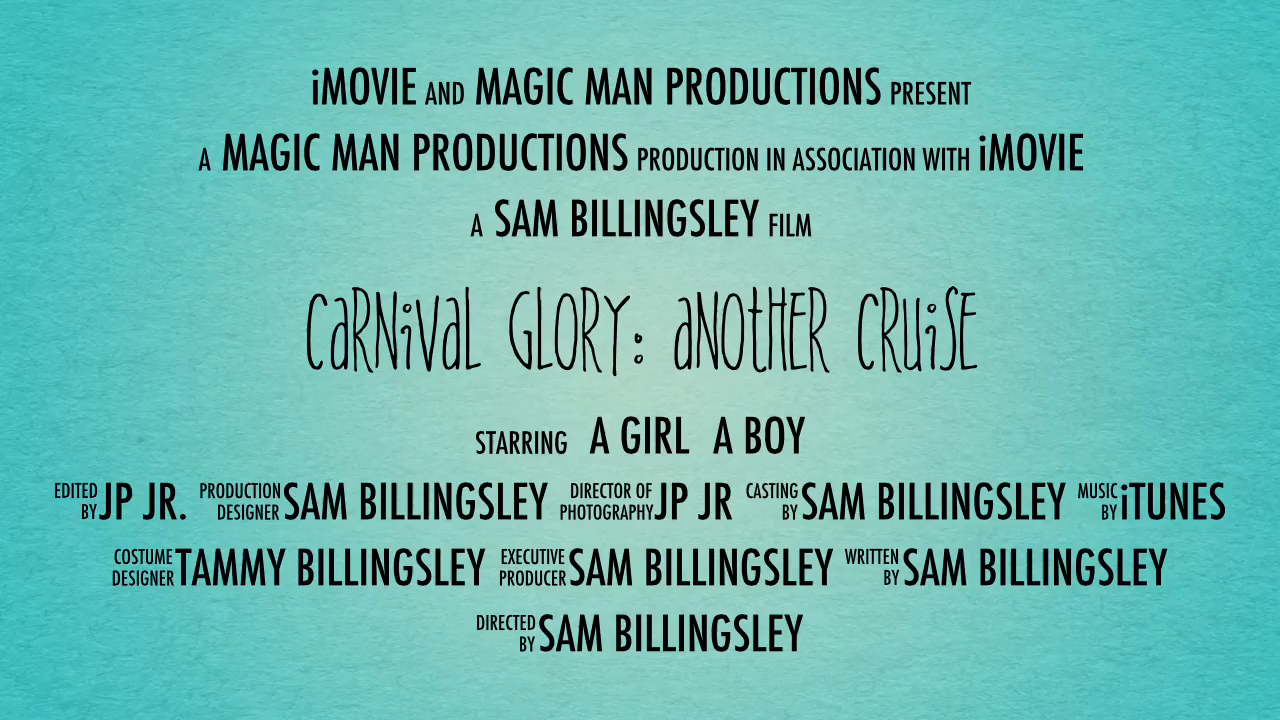 iMOVIE AND MAGIC MAN PRODUCTIONS PRESENT
A MAGIC MAN PRODUCTIONS PRODUCTION IN ASSOCIATION WITH iMOVIE
A SAM BILLINGSLEY FILM
CaRNiVaL GLORY: aNOtHER CRUiSE
STARRING A GIRL A BOY
EDITED BY JP JR. PRODUCTION DESIGNER SAM BILLINGSLEY DIRECTOR OF PHOTOGRAPHY JP JR CASTING BY SAM BILLINGSLEY MUSIC BY iTUNES
COSTUME DESIGNER TAMMY BILLINGSLEY EXECUTIVE PRODUCER SAM BILLINGSLEY WRITTEN BY SAM BILLINGSLEY
DIRECTED BY SAM BILLINGSLEY